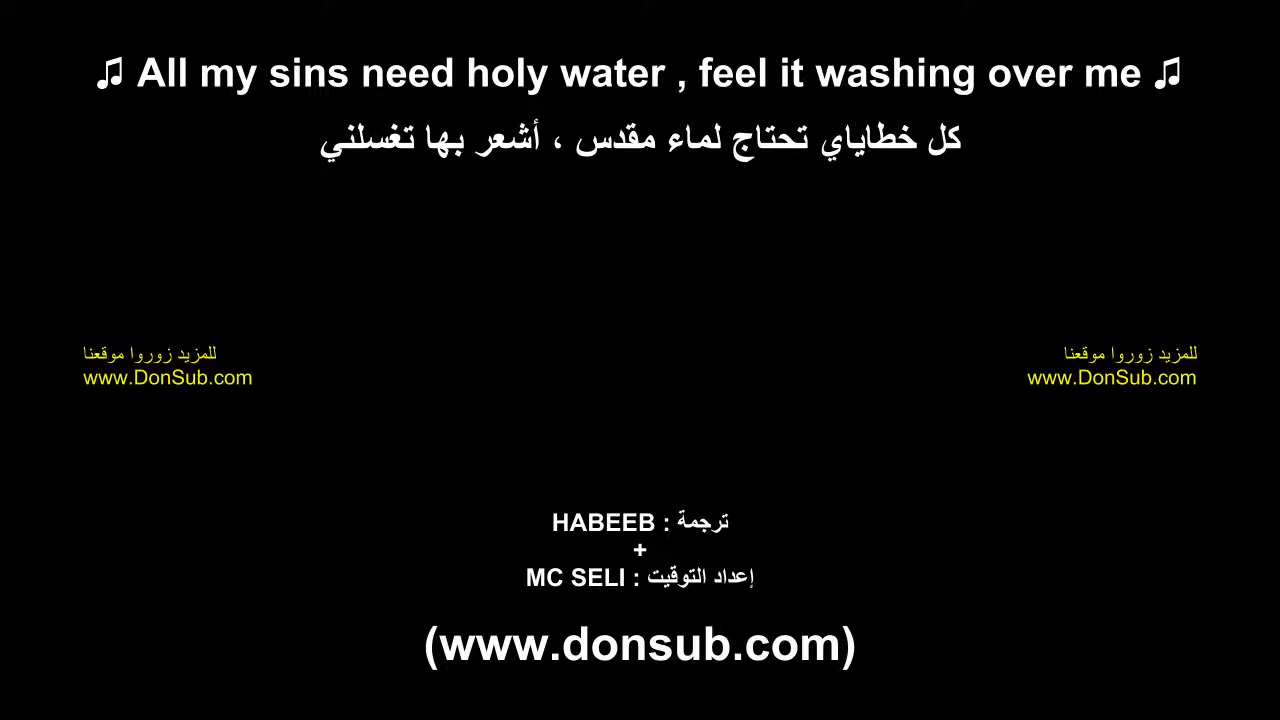 ♫ All my sins need holy water , feel it washing over me ♫
كل خطاياي تحتاج لماء مقدس ، أشعر بها تغسلني
للمزيد زوروا موقعنا
www.DonSub.com
للمزيد زوروا موقعنا
www.DonSub.com
ترجمة : HABEEB
+
إعداد التوقيت : MC SELI
(www.donsub.com)